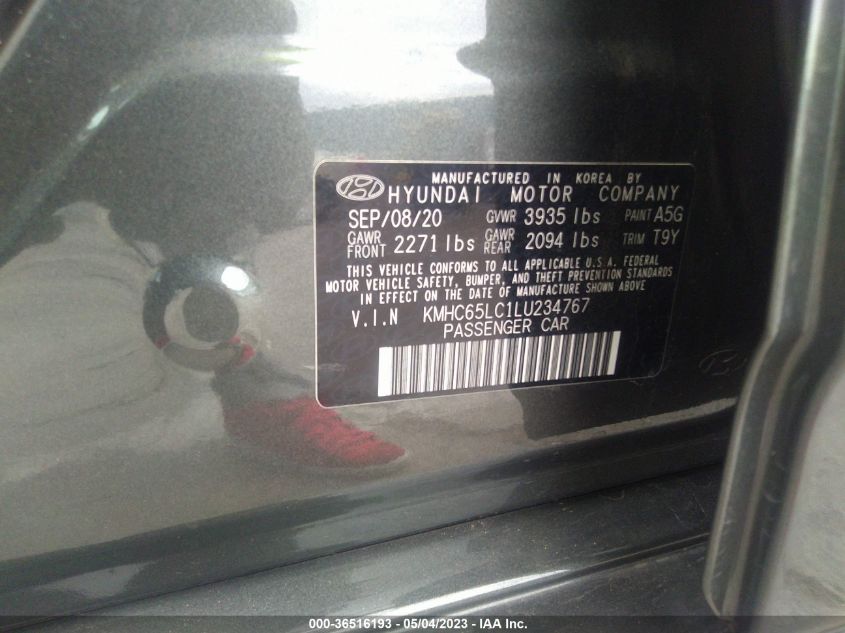 MANUFACTURED IN KOREA BY
HYUNDAI MOTOR COMPANY
SEP/08/20 GVWR 3935 lbs PAINT A5G
GAWR FRONT 2271 lbs GAWR REAR 2094 lbs TRIM T9Y
THIS VEHICLE CONFORMS TO ALL APPLICABLE U.S.A. FEDERAL
MOTOR VEHICLE SAFETY, BUMPER, AND THEFT PREVENTION STANDARDS
IN EFFECT ON THE DATE OF MANUFACTURE SHOWN ABOVE
V.I.N KMHC65LC1LU234767
PASSENGER CAR
000-36516193 - 05/04/2023 - IAA Inc.